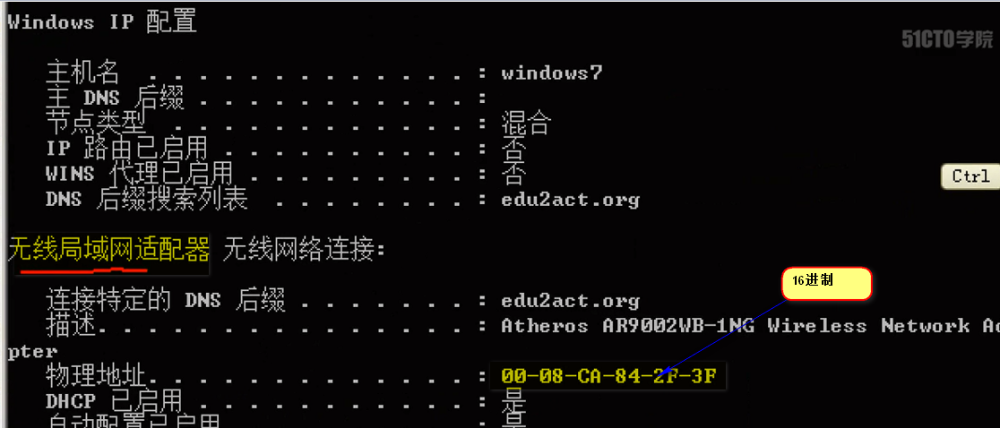 Windows IP 配置
51CTO学院
主机名 . . . . . . . . . . . . . : windows7
主 DNS 后缀 . . . . . . . . . . . :
节点类型 . . . . . . . . . . . . : 混合
IP 路由已启用 . . . . . . . . . . : 否
WINS 代理已启用 . . . . . . . . . : 否
Ctrl
DNS 后缀搜索列表 . . . . . . . . : edu2act.org
无线局域网适配器 无线网络连接:
16进制
连接特定的 DNS 后缀 . . . . . . . : edu2act.org
描述. . . . . . . . . . . . . . . : Atheros AR9002WB-1NG Wireless Network Ad
pter
物理地址. . . . . . . . . . . . . : 00-08-CA-84-2F-3F
DHCP 已启用 . . . . . . . . . . . : 是
自动配置已启用. . . . . . . . . . : 是